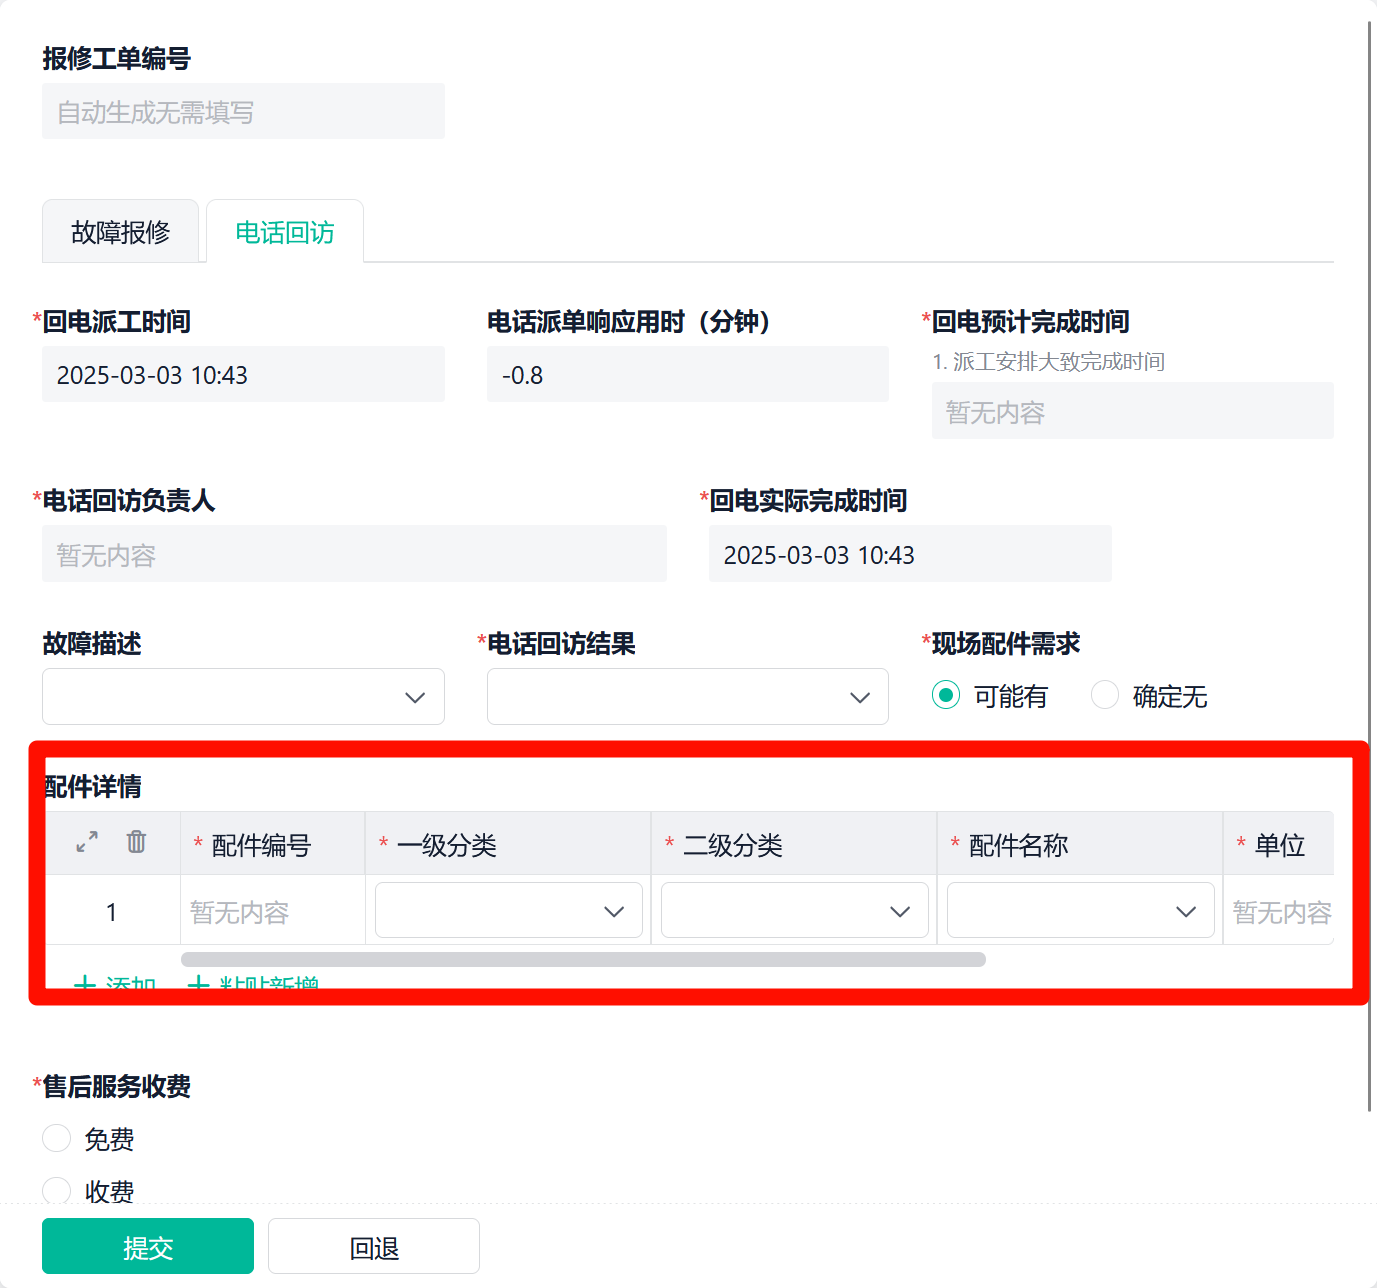 报修工单编号
自动生成无需填写
故障报修 电话回访
*回电派工时间 电话派单响应用时（分钟） *回电预计完成时间
1. 派工安排大致完成时间
2025-03-03 10:43 -0.8 暂无内容
*电话回访负责人 *回电实际完成时间
暂无内容 2025-03-03 10:43
故障描述 *电话回访结果 *现场配件需求
可能有 确定无
配件详情
* 配件编号 * 一级分类 * 二级分类 * 配件名称 * 单位
1 暂无内容 暂无内容
+ 添加 + 粘贴新增
*售后服务收费
免费
收费
提交 回退